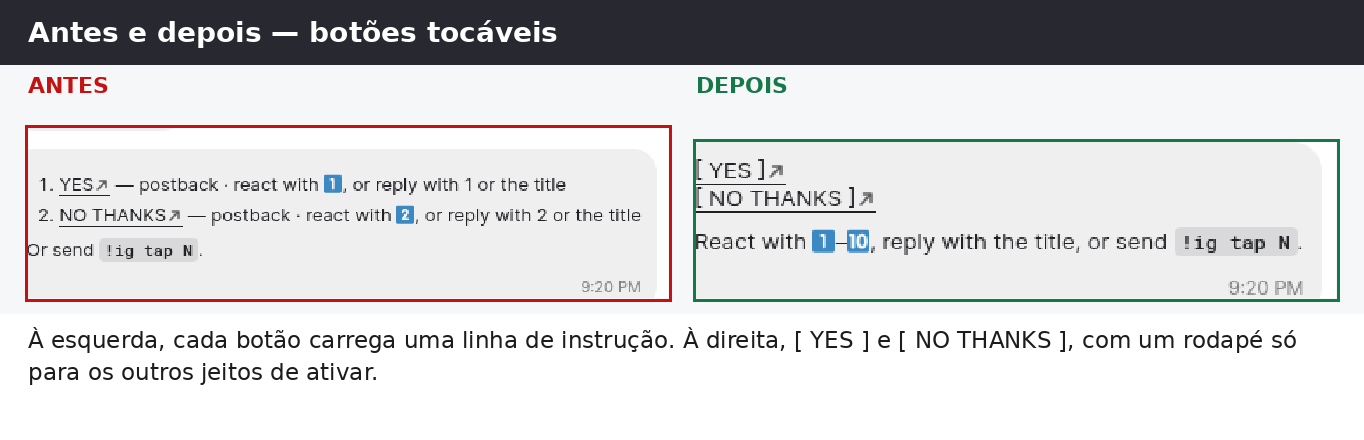 Antes e depois — botões tocáveis
ANTES
1. YES↗ — postback · react with 1️⃣, or reply with 1 or the title
2. NO THANKS↗ — postback · react with 2️⃣, or reply with 2 or the title
Or send !ig tap N.
9:20 PM
DEPOIS
[ YES ]↗
[ NO THANKS ]↗
React with 1️⃣–🔟, reply with the title, or send !ig tap N.
9:20 PM
À esquerda, cada botão carrega uma linha de instrução. À direita, [ YES ] e [ NO THANKS ], com um rodapé só
para os outros jeitos de ativar.